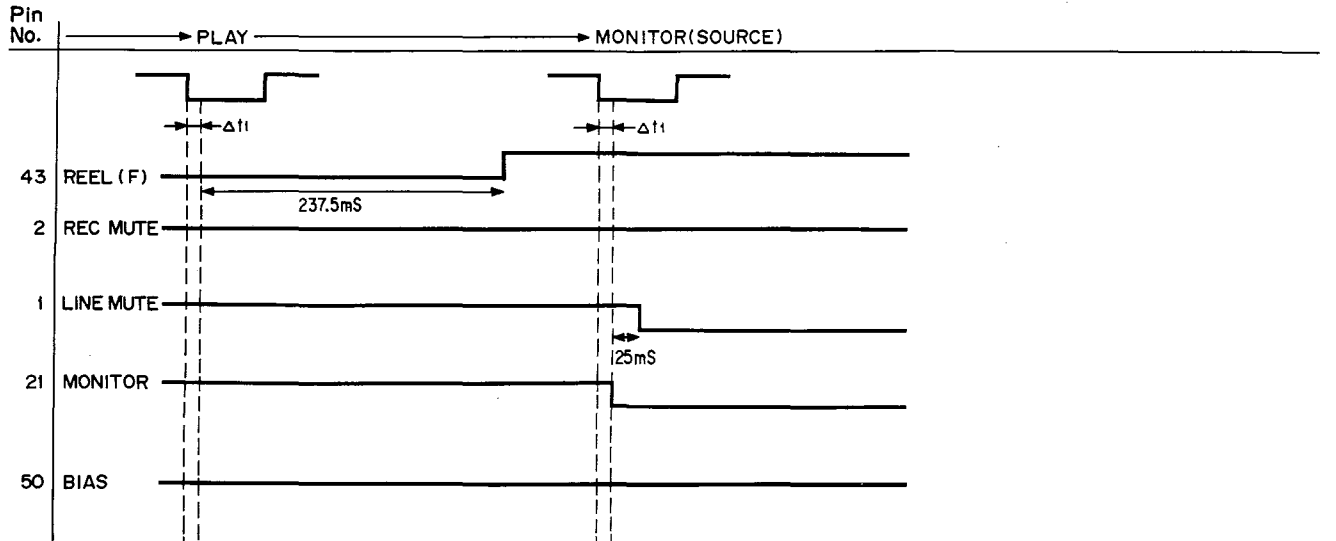 Pin
No.
PLAY
MONITOR(SOURCE)
Δt1
Δt1
43 REEL (F)
237.5mS
2 REC MUTE
1 LINE MUTE
25mS
21 MONITOR
50 BIAS